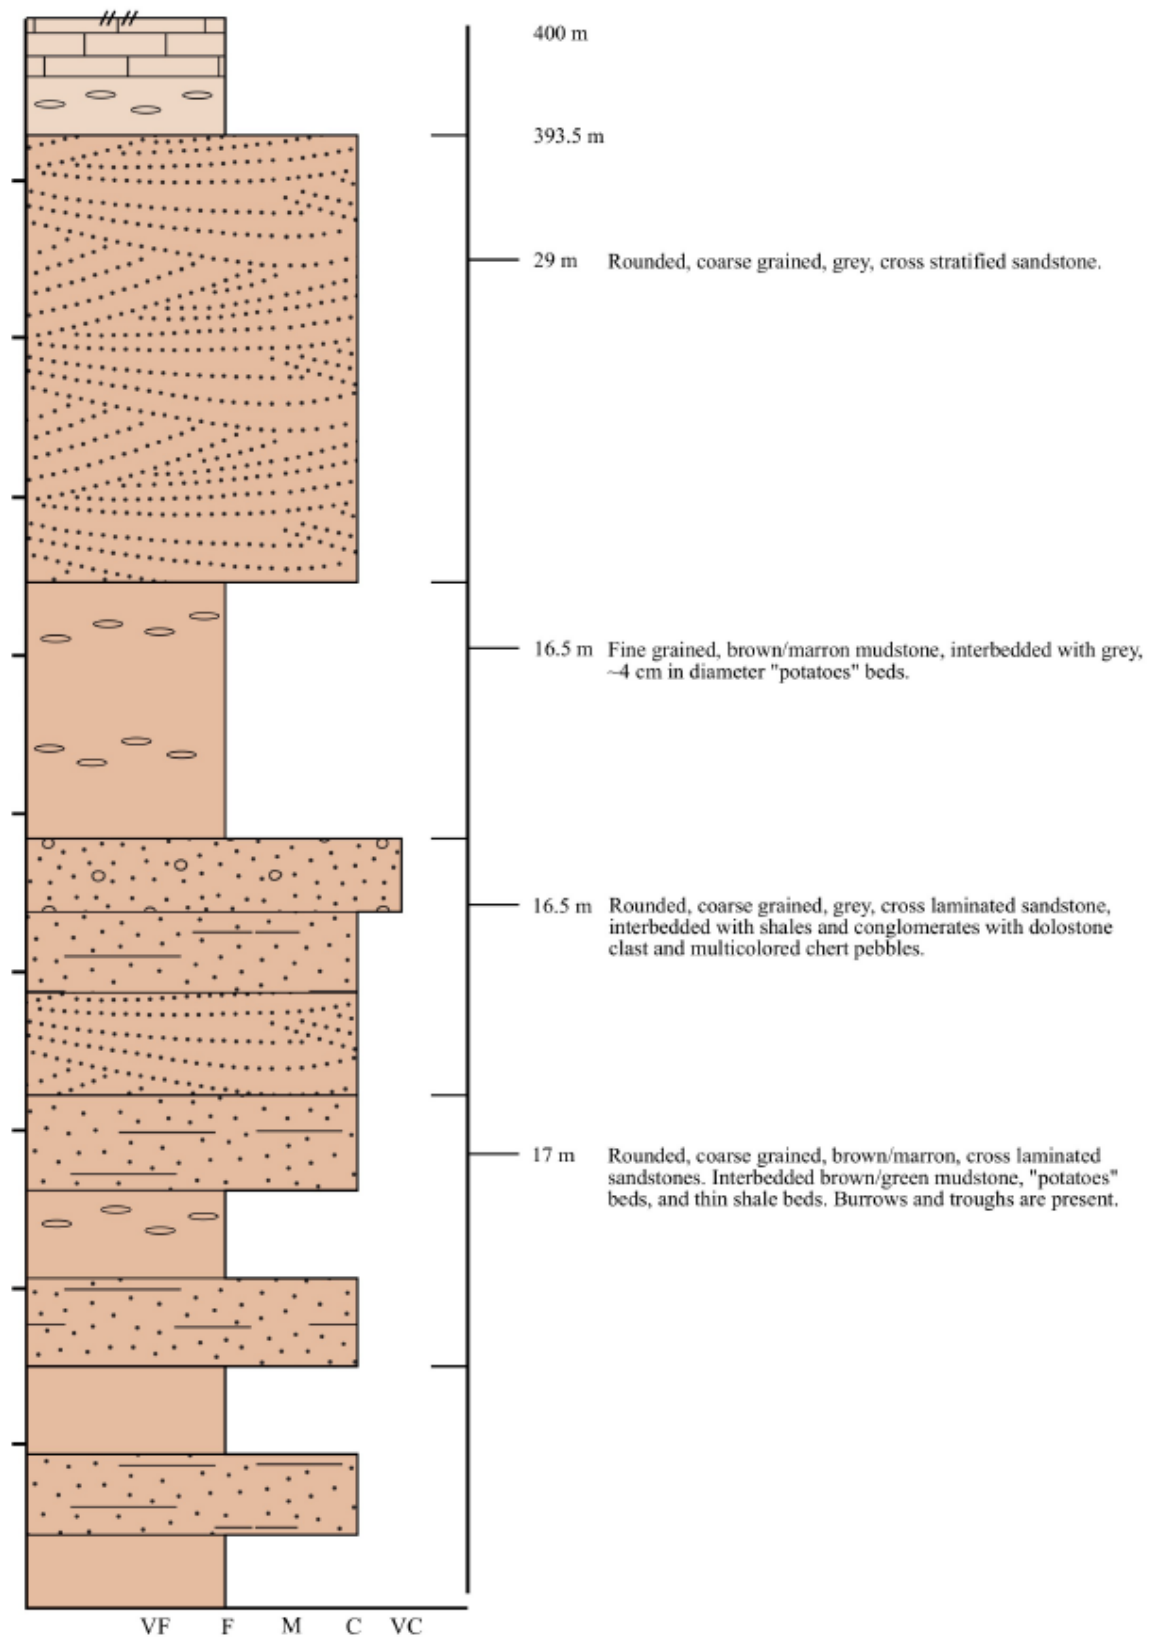 400 m
393.5 m
29 m Rounded, coarse grained, grey, cross stratified sandstone.
16.5 m Fine grained, brown/marron mudstone, interbedded with grey,
~4 cm in diameter "potatoes" beds.
16.5 m Rounded, coarse grained, grey, cross laminated sandstone,
interbedded with shales and conglomerates with dolostone
clast and multicolored chert pebbles.
17 m Rounded, coarse grained, brown/marron, cross laminated
sandstones. Interbedded brown/green mudstone, "potatoes"
beds, and thin shale beds. Burrows and troughs are present.
VF F M C VC